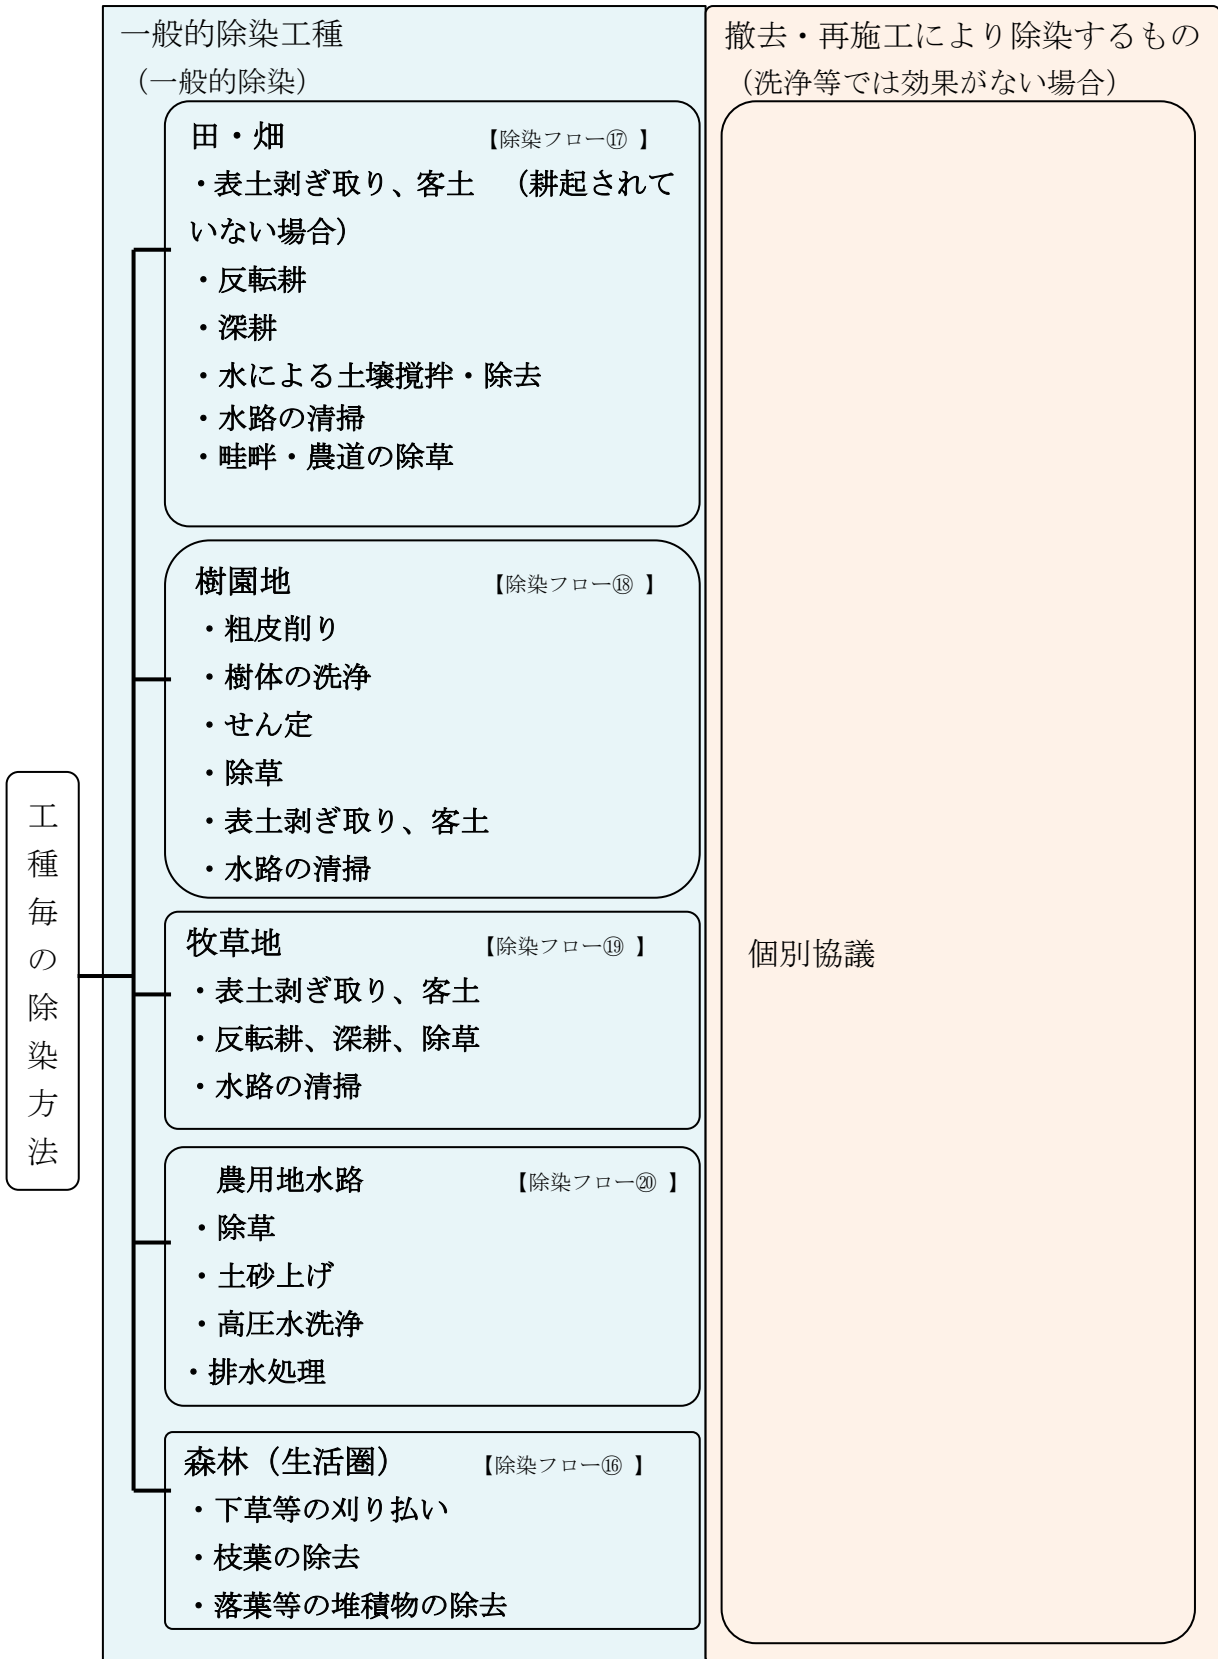 一般的除染工種
（一般的除染）
田・畑 【除染フロー⑰ 】
・表土剥ぎ取り、客土 （耕起されて
いない場合）
・反転耕
・深耕
・水による土壌撹拌・除去
・水路の清掃
・畦畔・農道の除草
樹園地 【除染フロー⑱ 】
・粗皮削り
・樹体の洗浄
・せん定
・除草
・表土剥ぎ取り、客土
・水路の清掃
牧草地 【除染フロー⑲ 】
・表土剥ぎ取り、客土
・反転耕、深耕、除草
・水路の清掃
農用地水路 【除染フロー⑳ 】
・除草
・土砂上げ
・高圧水洗浄
・排水処理
森林（生活圏） 【除染フロー⑯ 】
・下草等の刈り払い
・枝葉の除去
・落葉等の堆積物の除去
撤去・再施工により除染するもの
（洗浄等では効果がない場合）
個別協議
工種毎の除染方法